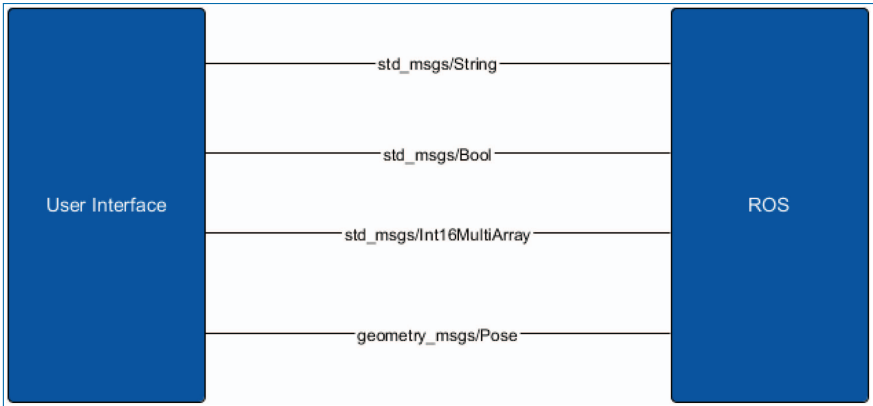 std_msgs/String
std_msgs/Bool
User Interface
ROS
std_msgs/Int16MultiArray
geometry_msgs/Pose